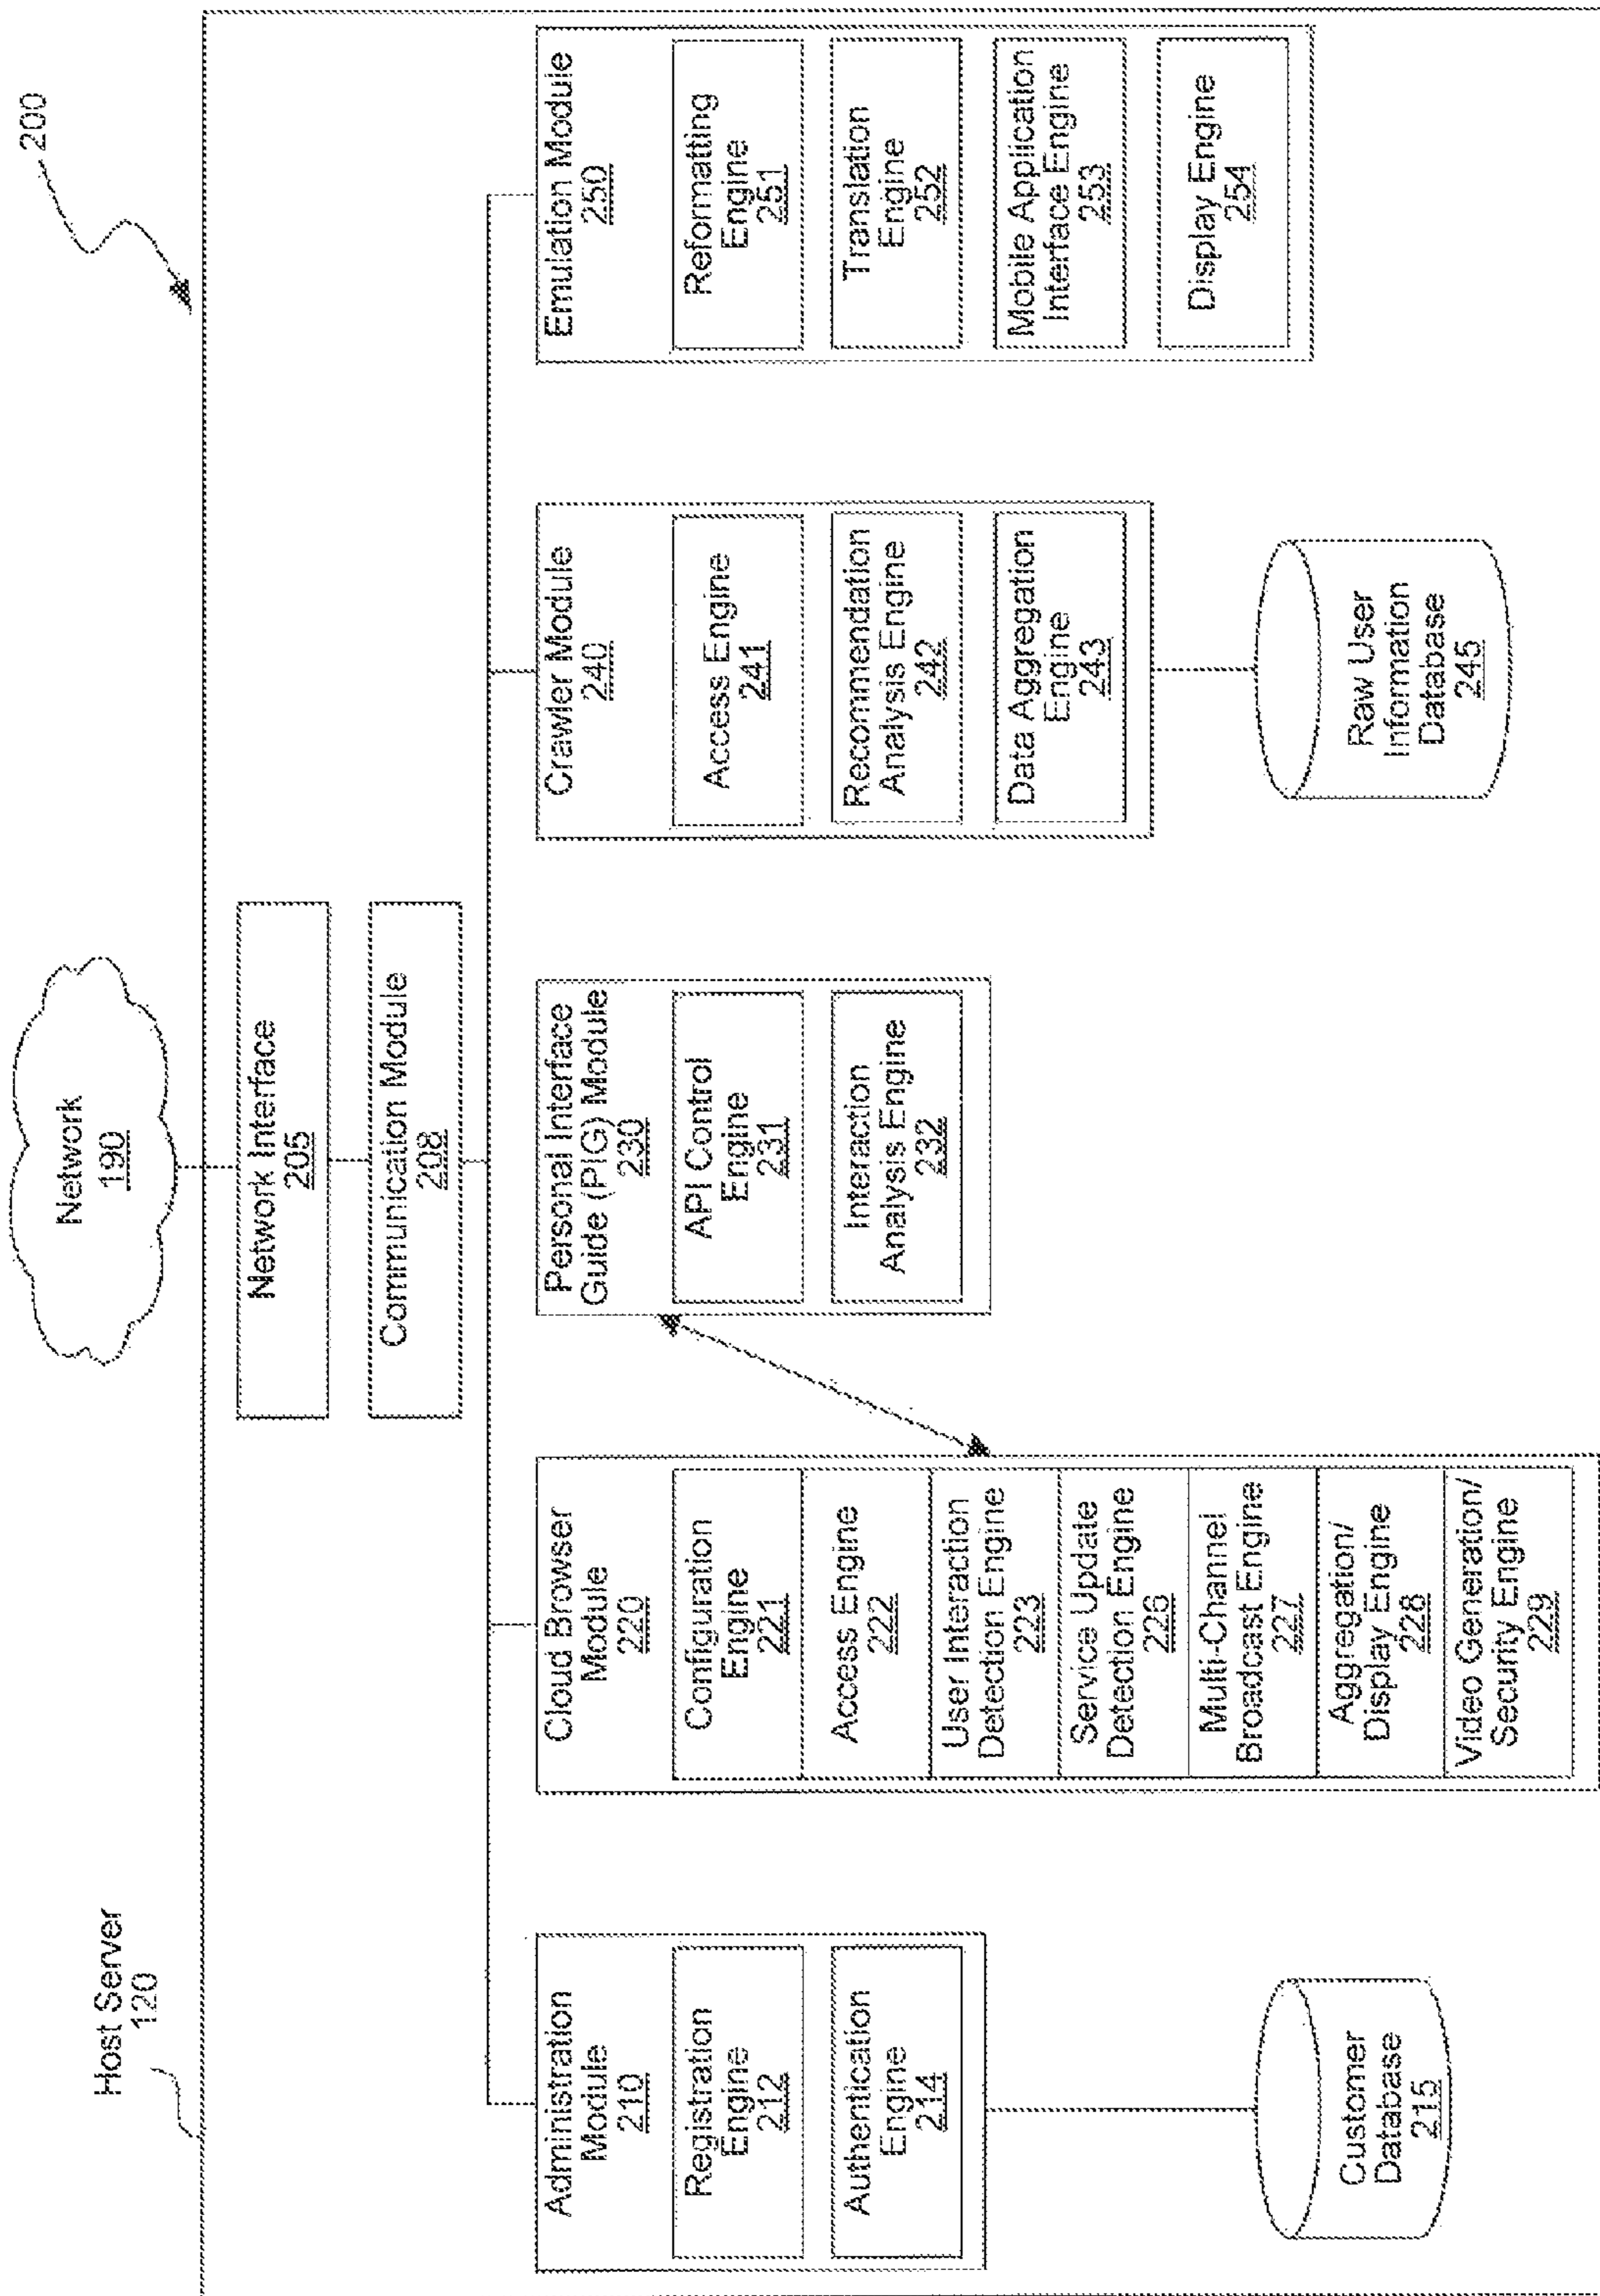 200
Host Server
120
Network
190
Network Interface
205
Communication Module
208
Administration
Module
210
Registration
Engine
212
Authentication
Engine
214
Customer
Database
215
Cloud Browser
Module
220
Configuration
Engine
221
Access Engine
222
User Interaction
Detection Engine
223
Service Update
Detection Engine
226
Multi-Channel
Broadcast Engine
227
Aggregation/
Display Engine
228
Video Generation/
Security Engine
229
Personal Interface
Guide (PIG) Module
230
API Control
Engine
231
Interaction
Analysis Engine
232
Crawler Module
240
Access Engine
241
Recommendation
Analysis Engine
242
Data Aggregation
Engine
243
Raw User
Information
Database
245
Emulation Module
250
Reformatting
Engine
251
Translation
Engine
252
Mobile Application
Interface Engine
253
Display Engine
254